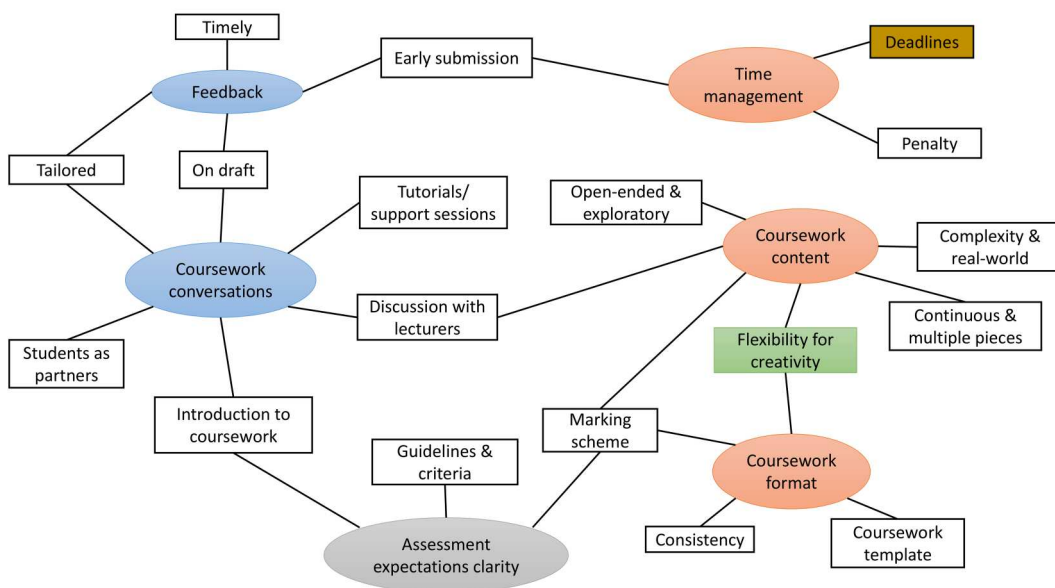 Timely
Deadlines
Early submission
Time
management
Feedback
Penalty
Tailored
On draft
Tutorials/
support sessions
Open-ended &
exploratory
Coursework
content
Complexity &
real-world
Coursework
conversations
Discussion with
lecturers
Continuous &
multiple pieces
Flexibility for
creativity
Students as
partners
Introduction to
coursework
Marking
scheme
Guidelines &
criteria
Coursework
format
Consistency
Coursework
template
Assessment
expectations clarity